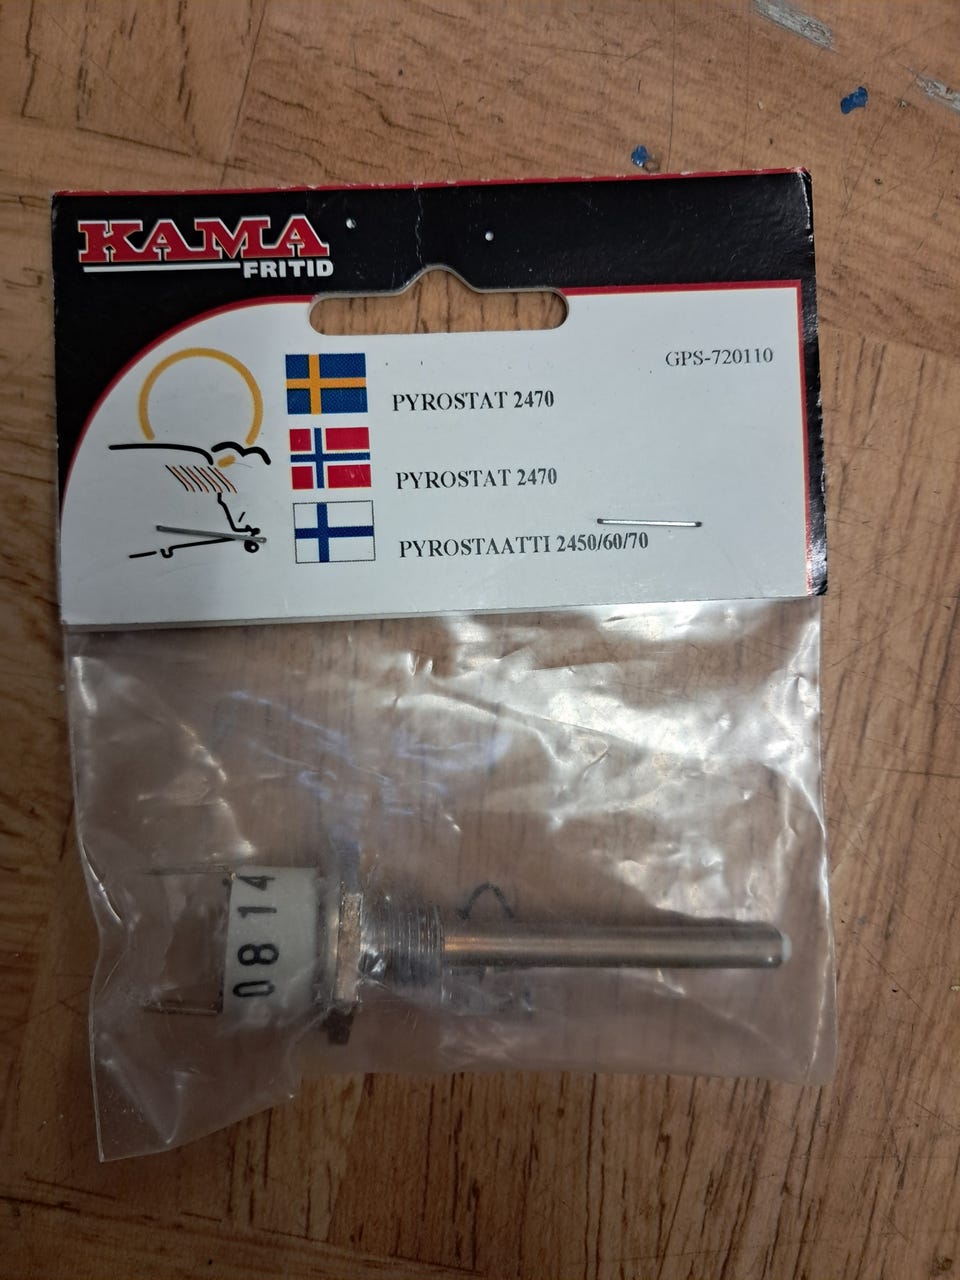 KAMA
FRITID
GPS-720110
PYROSTAT 2470
PYROSTAT 2470
PYROSTAATTI 2450/60/70
0814